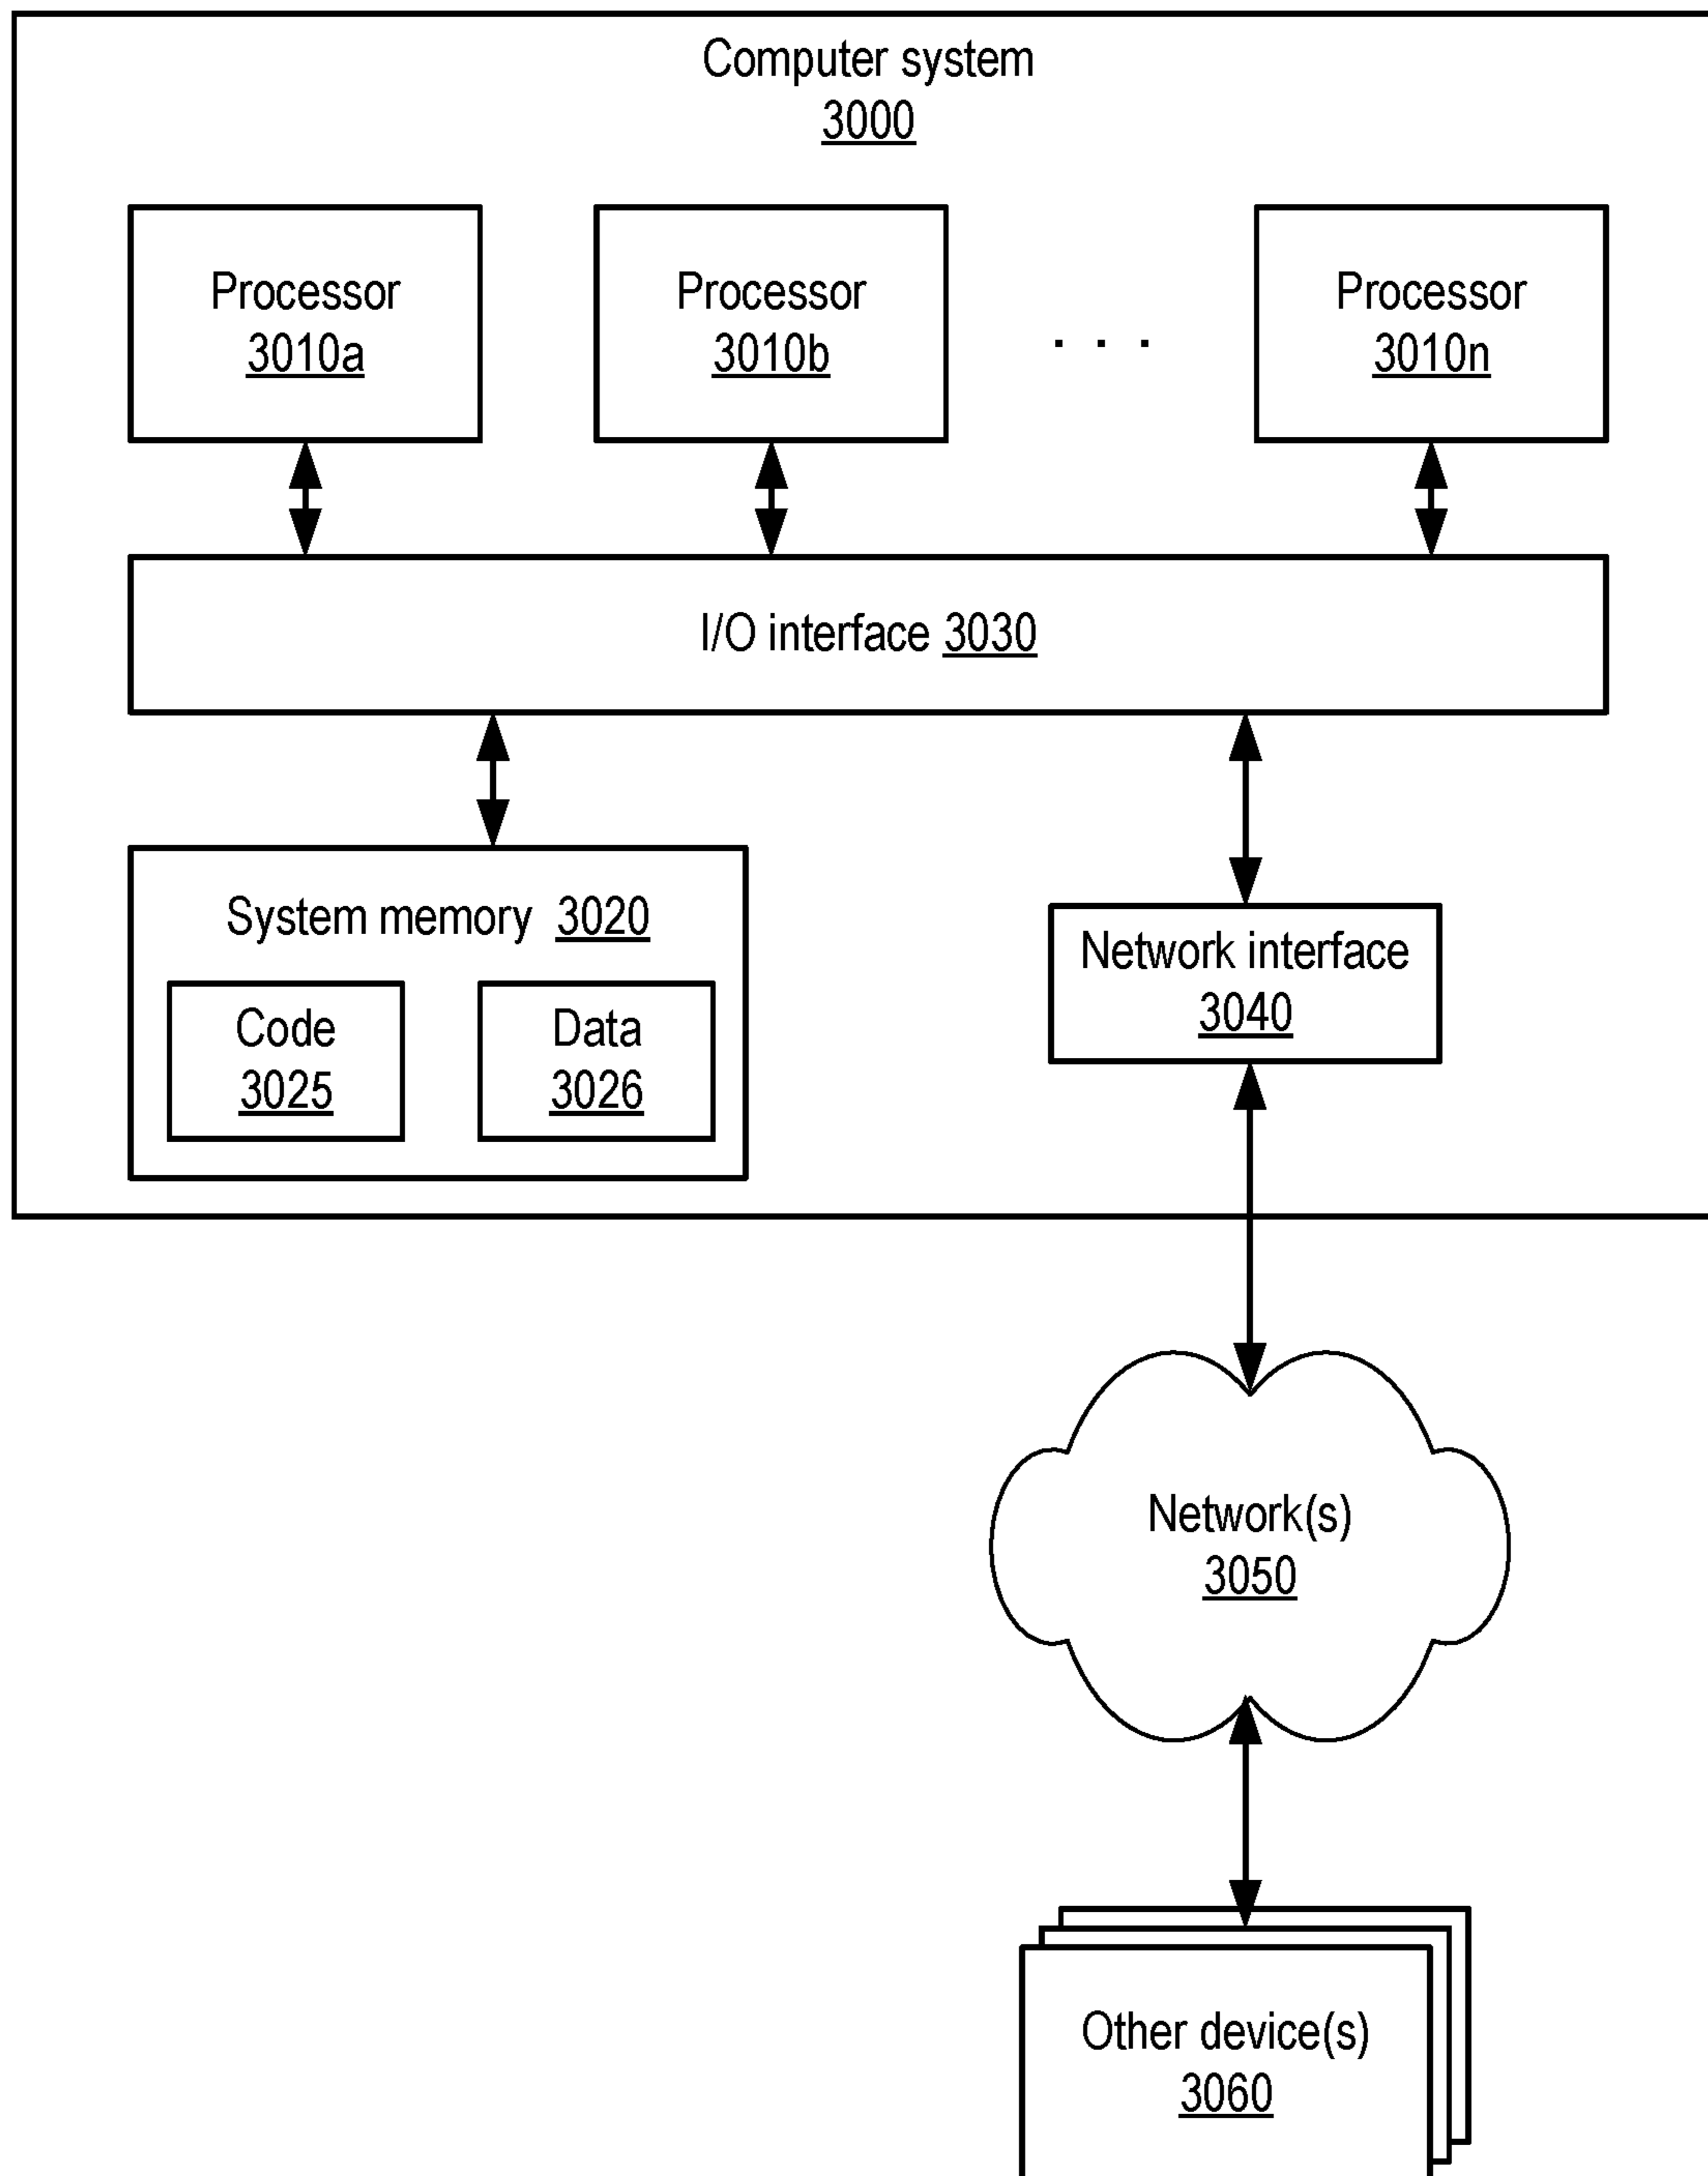 Computer system
3000
Processor
3010a
Processor
3010b
. . .
Processor
3010n
I/O interface 3030
System memory 3020
Code
3025
Data
3026
Network interface
3040
Network(s)
3050
Other device(s)
3060